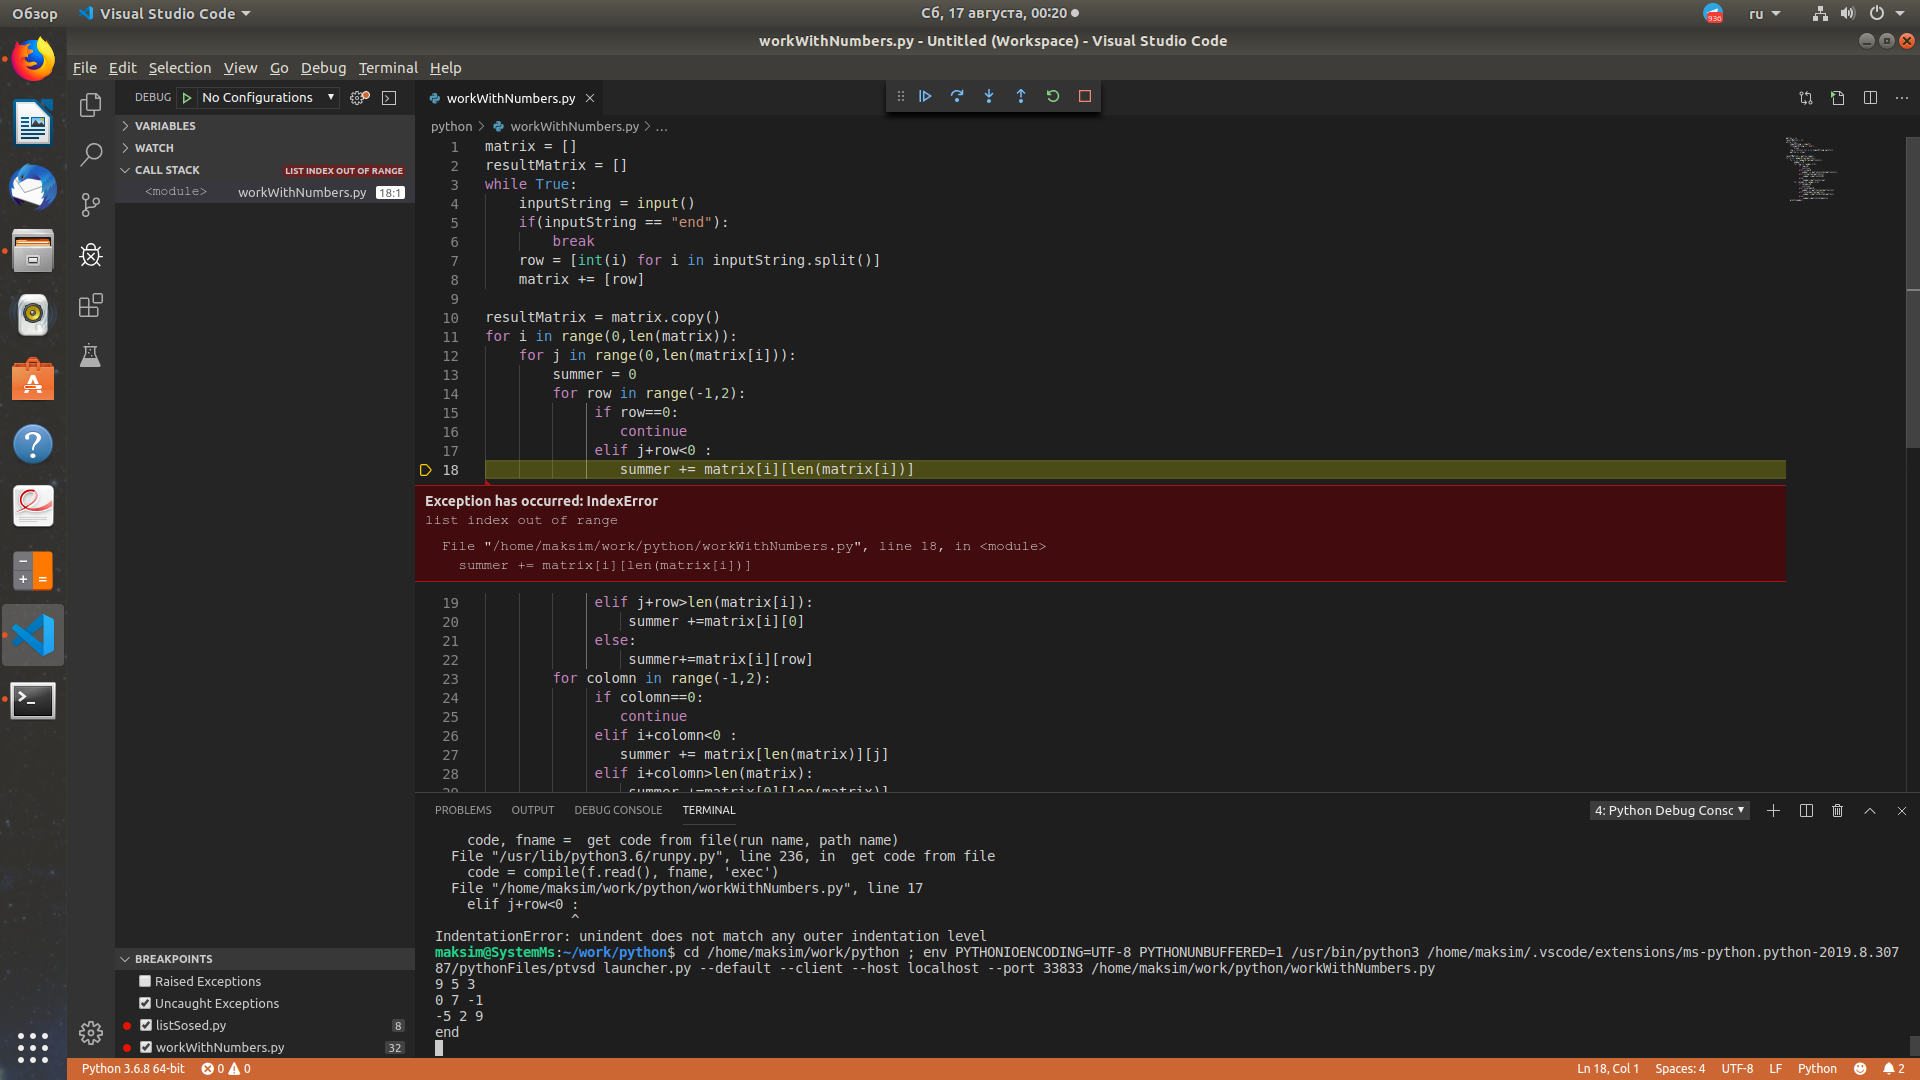 Обзор Visual Studio Code Сб, 17 августа, 00:20 936 ru
workWithNumbers.py - Untitled (Workspace) - Visual Studio Code
File Edit Selection View Go Debug Terminal Help
DEBUG No Configurations
workWithNumbers.py
python > workWithNumbers.py > ...
VARIABLES
WATCH
CALL STACK LIST INDEX OUT OF RANGE
<module> workWithNumbers.py 18:1
1 matrix = []
2 resultMatrix = []
3 while True:
4     inputString = input()
5     if(inputString == "end"):
6         break
7     row = [int(i) for i in inputString.split()]
8     matrix += [row]
9
10 resultMatrix = matrix.copy()
11 for i in range(0,len(matrix)):
12     for j in range(0,len(matrix[i])):
13         summer = 0
14         for row in range(-1,2):
15              if row==0:
16                 continue
17              elif j+row<0 :
18                 summer += matrix[i][len(matrix[i])]
Exception has occurred: IndexError
list index out of range
File "/home/maksim/work/python/workWithNumbers.py", line 18, in <module>
summer += matrix[i][len(matrix[i])]
19              elif j+row>len(matrix[i]):
20                  summer +=matrix[i][0]
21              else:
22                  summer+=matrix[i][row]
23         for colomn in range(-1,2):
24              if colomn==0:
25                 continue
26              elif i+colomn<0 :
27                 summer += matrix[len(matrix)][j]
28              elif i+colomn>len(matrix):
29                  summer +=matrix[0][len(matrix)]
PROBLEMS OUTPUT DEBUG CONSOLE TERMINAL 4: Python Debug Consc
code, fname =  get code from file(run name, path name)
File "/usr/lib/python3.6/runpy.py", line 236, in  get code from file
code = compile(f.read(), fname, 'exec')
File "/home/maksim/work/python/workWithNumbers.py", line 17
elif j+row<0 :
^
IndentationError: unindent does not match any outer indentation level
maksim@SystemMs:~/work/python$ cd /home/maksim/work/python ; env PYTHONIOENCODING=UTF-8 PYTHONUNBUFFERED=1 /usr/bin/python3 /home/maksim/.vscode/extensions/ms-python.python-2019.8.307
87/pythonFiles/ptvsd launcher.py --default --client --host localhost --port 33833 /home/maksim/work/python/workWithNumbers.py
9 5 3
0 7 -1
-5 2 9
end
BREAKPOINTS
Raised Exceptions
Uncaught Exceptions
listSosed.py 8
workWithNumbers.py 32
Python 3.6.8 64-bit 0 0 Ln 18, Col 1 Spaces: 4 UTF-8 LF Python 2